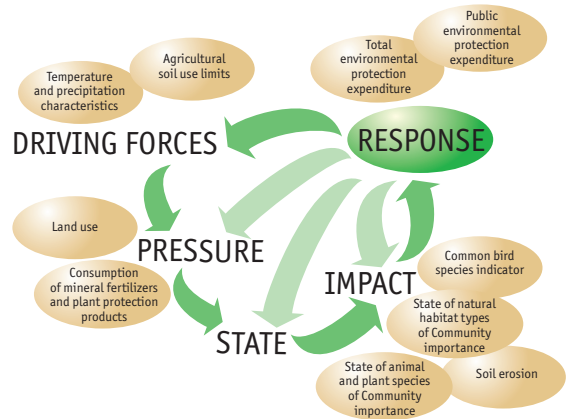 Public
environmental
protection
expenditure
Total
environmental
protection
expenditure
Agricultural
soil use limits
Temperature
and precipitation
characteristics
DRIVING FORCES
RESPONSE
Land use
PRESSURE
Consumption
of mineral fertilizers
and plant protection
products
STATE
IMPACT
Common bird
species indicator
State of natural
habitat types
of Community
importance
State of animal
and plant species
of Community
importance
Soil erosion